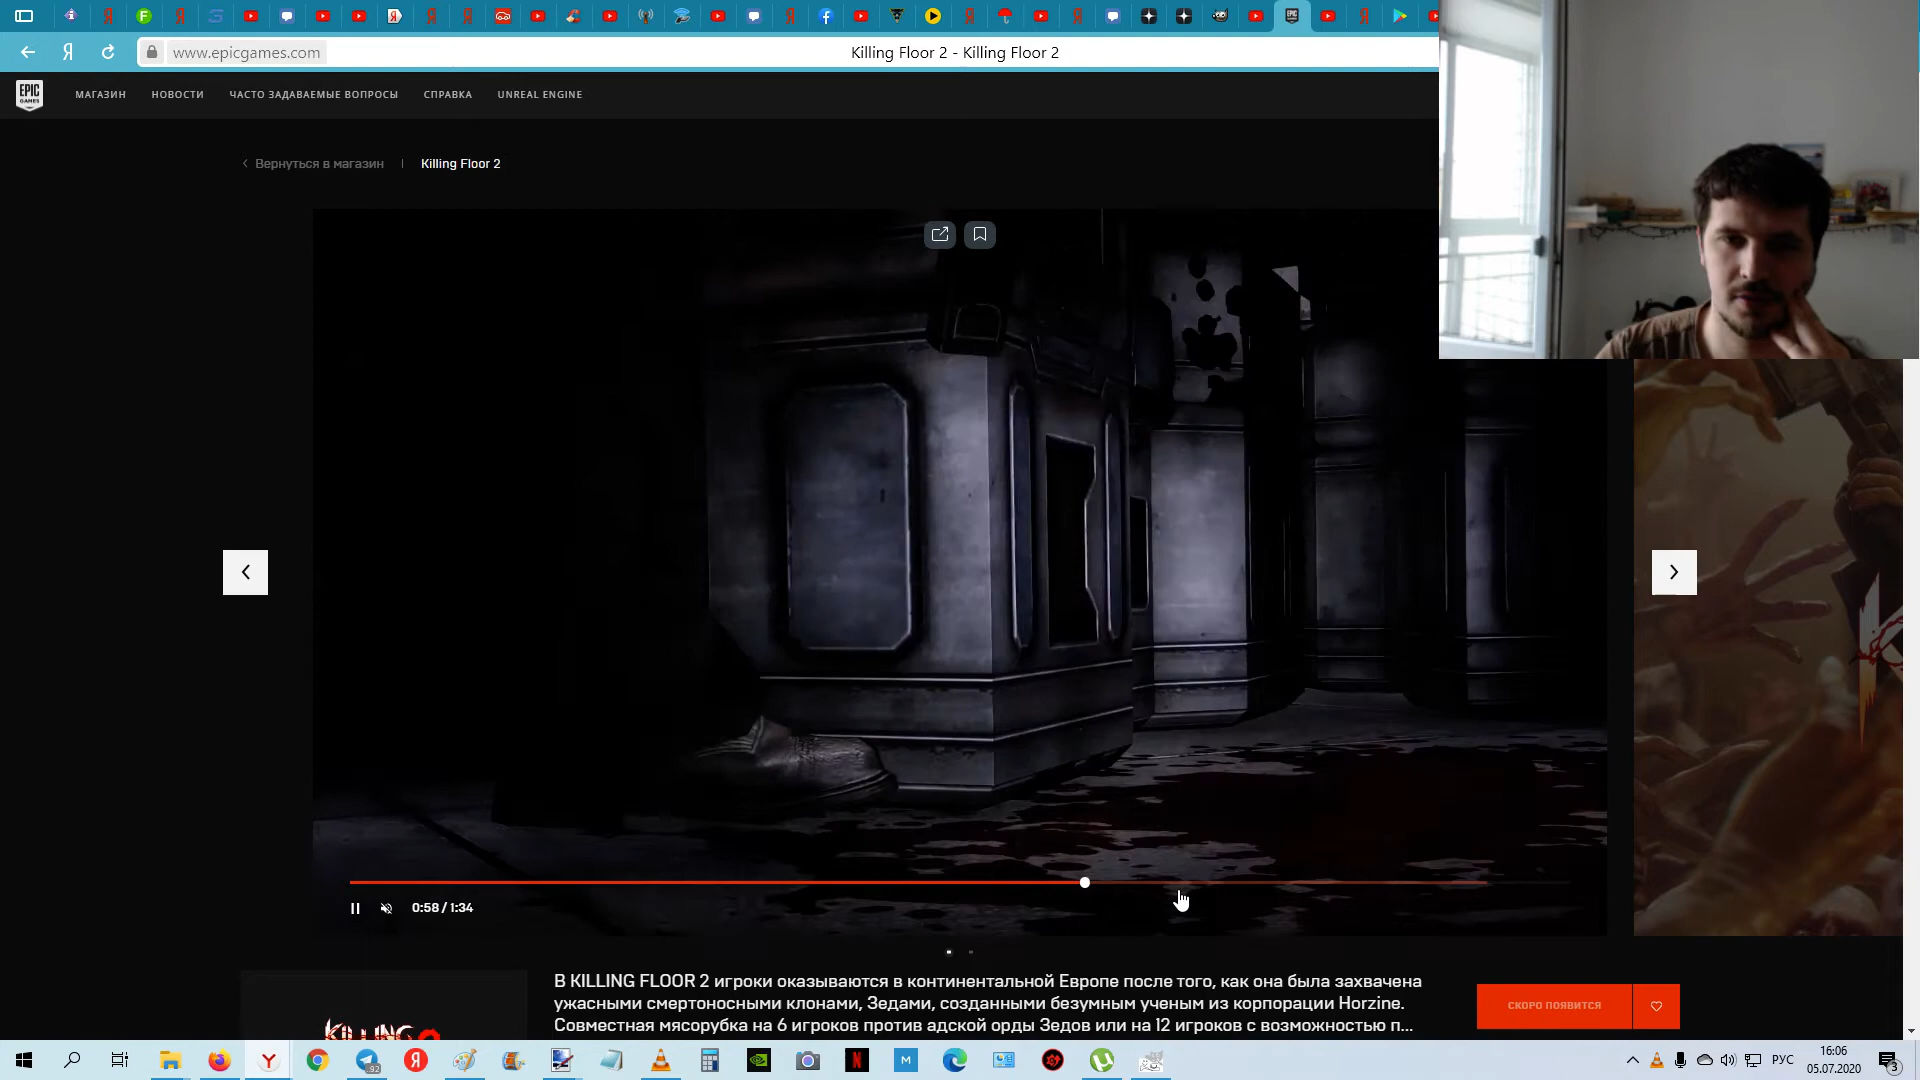 www.epicgames.com
Killing Floor 2 - Killing Floor 2
EPIC GAMES
МАГАЗИН
НОВОСТИ
ЧАСТО ЗАДАВАЕМЫЕ ВОПРОСЫ
СПРАВКА
UNREAL ENGINE
Вернуться в магазин
Killing Floor 2
0:58 / 1:34
KILLING
В KILLING FLOOR 2 игроки оказываются в континентальной Европе после того, как она была захвачена
ужасными смертоносными клонами, Зедами, созданными безумным ученым из корпорации Horzine.
Совместная мясорубка на 6 игроков против адской орды Зедов или на 12 игроков с возможностью п...
СКОРО ПОЯВИТСЯ
92
РУС
16:06
05.07.2020
3